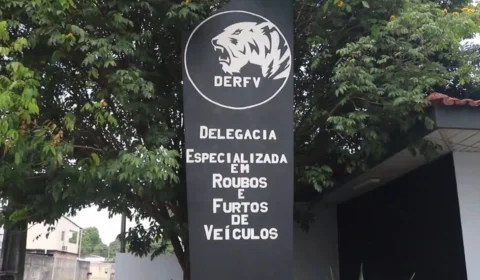 DERFV
DELEGACIA
ESPECIALIZADA
EM
ROUBOS
E
FURTOS
DE
VEÍCULOS